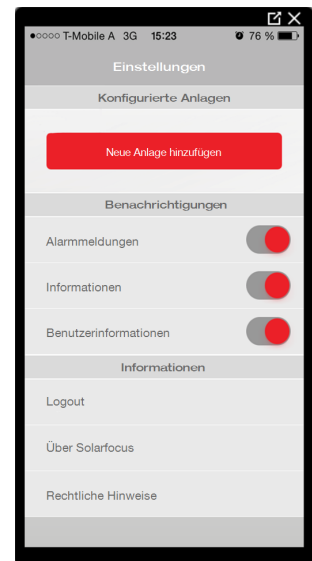 T-Mobile A 3G 15:23 76 %
Einstellungen
Konfigurierte Anlagen
Neue Anlage hinzufügen
Benachrichtigungen
Alarmmeldungen
Informationen
Benutzerinformationen
Informationen
Logout
Über Solarfocus
Rechtliche Hinweise